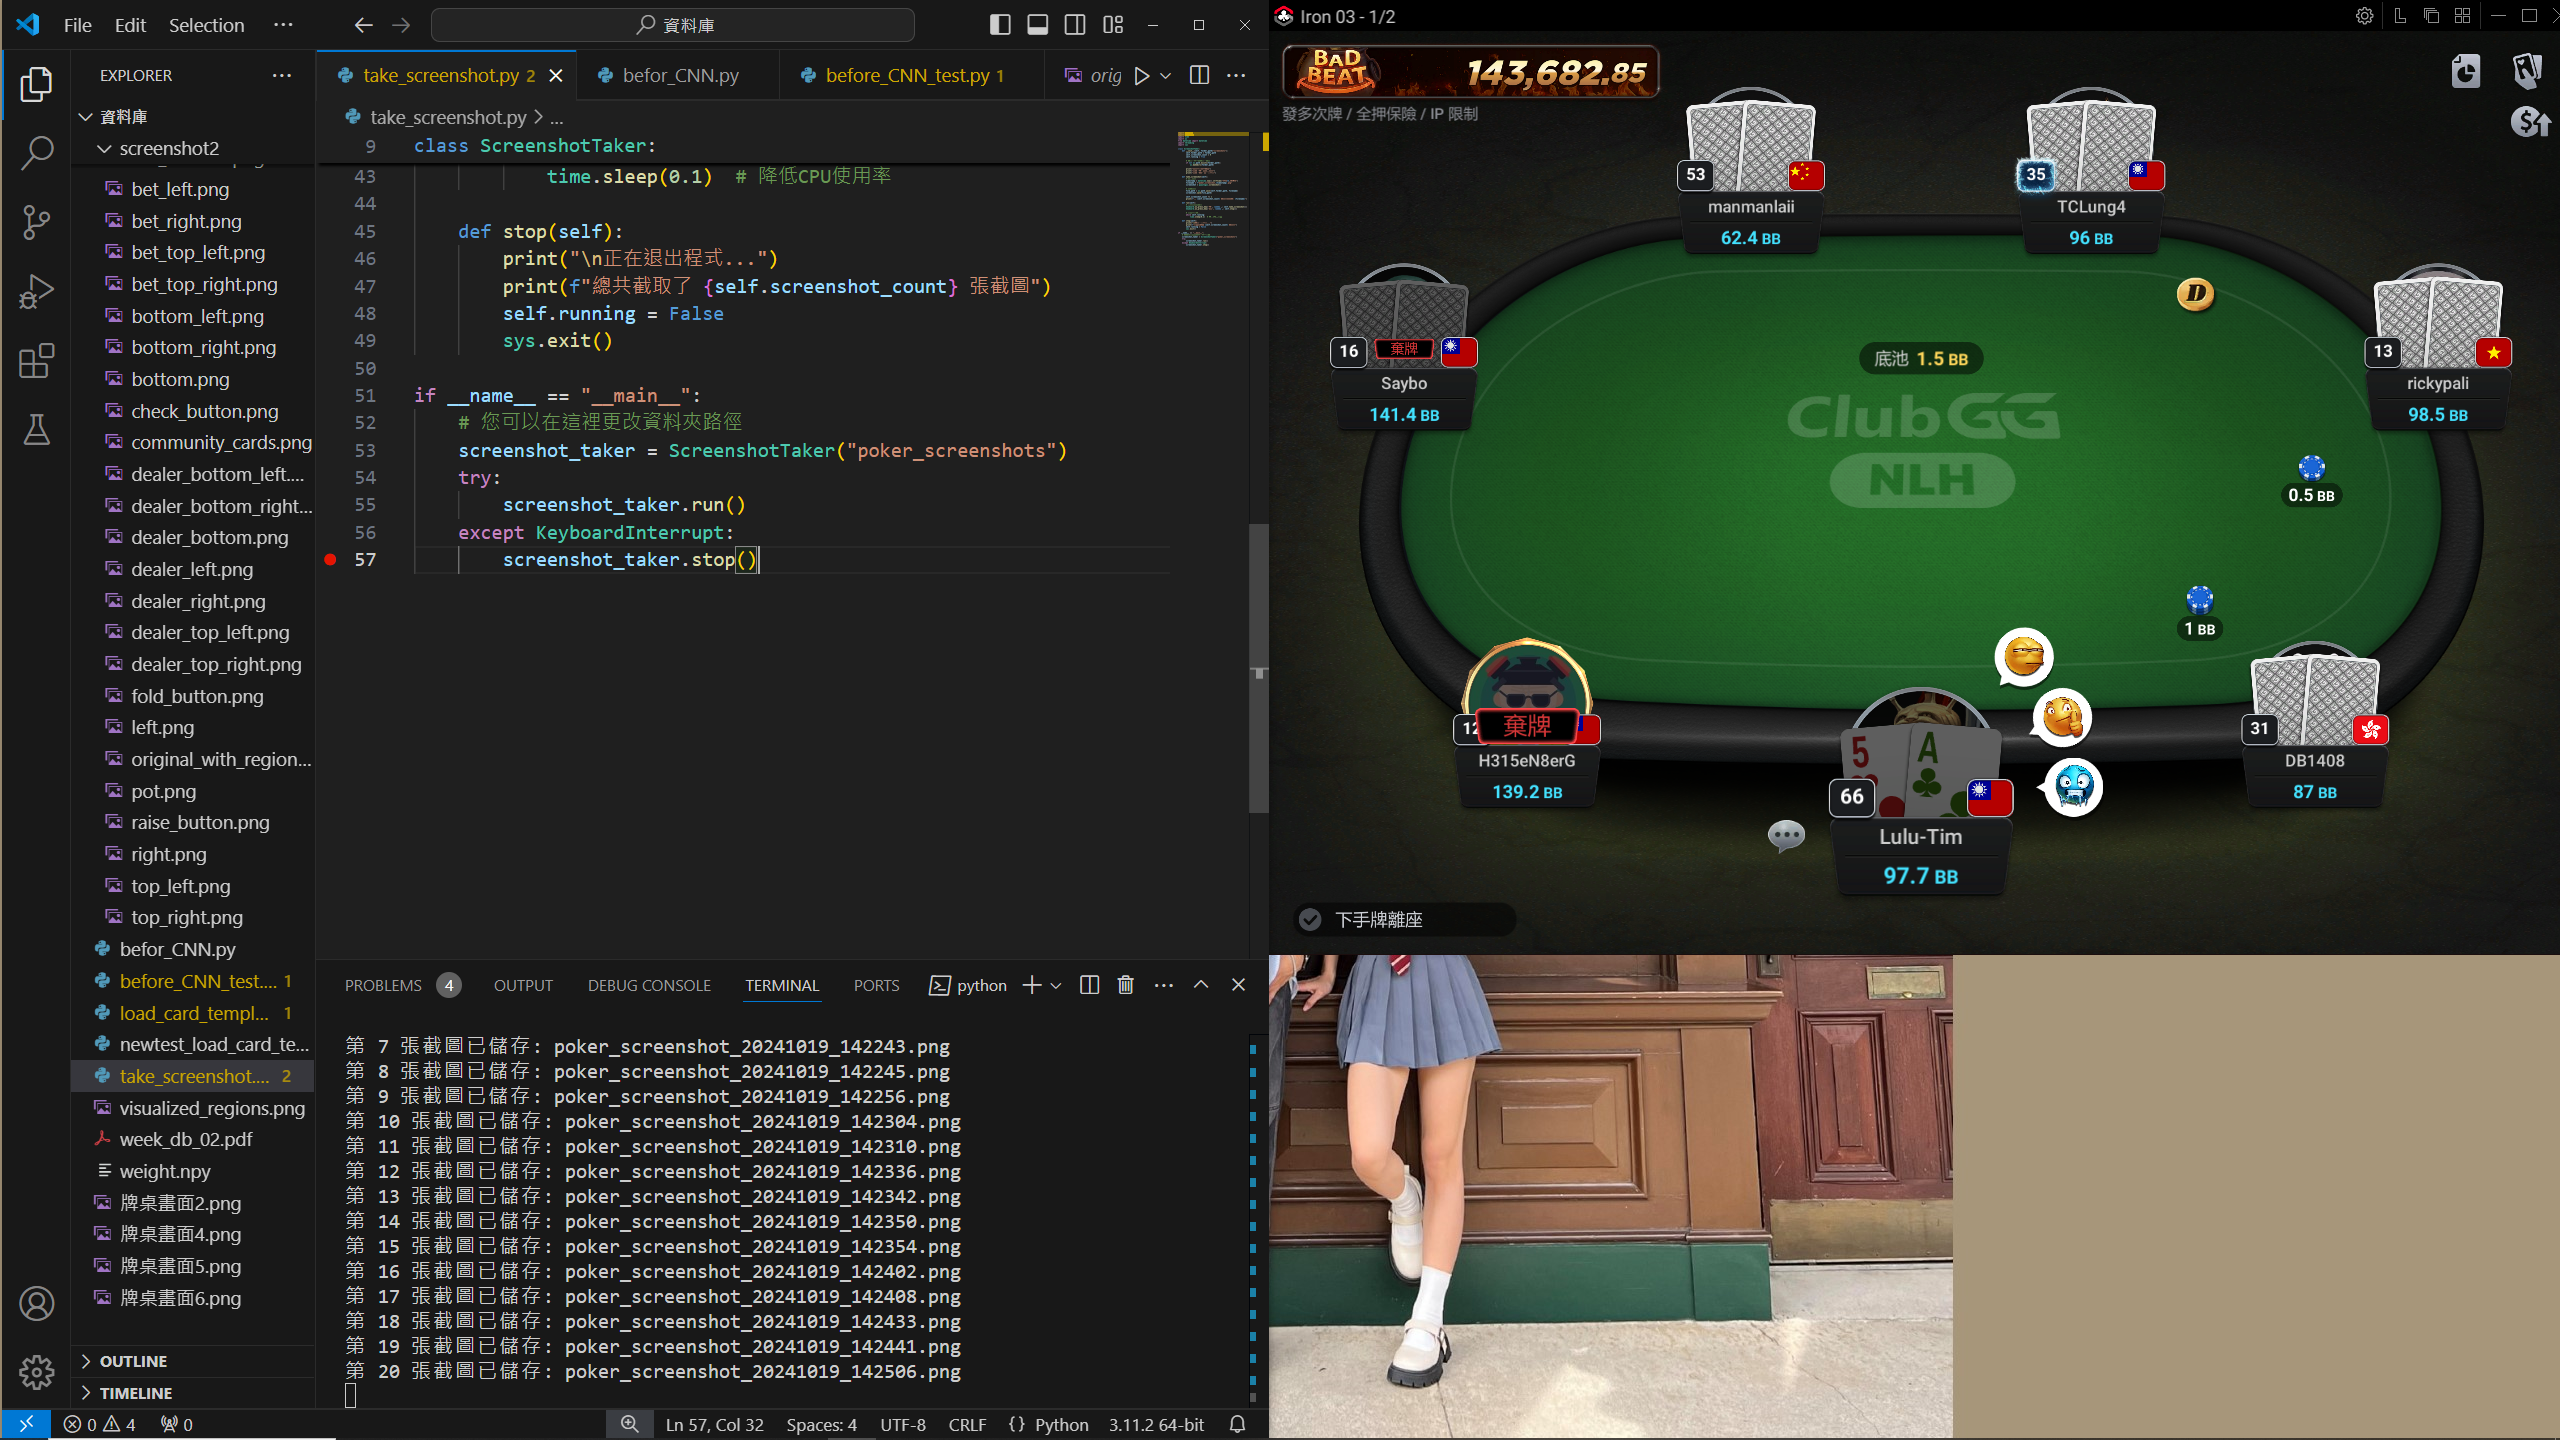 File Edit Selection ···
資料庫
EXPLORER ···
資料庫
screenshot2
bet_left.png
bet_right.png
bet_top_left.png
bet_top_right.png
bottom_left.png
bottom_right.png
bottom.png
check_button.png
community_cards.png
dealer_bottom_left....
dealer_bottom_right...
dealer_bottom.png
dealer_left.png
dealer_right.png
dealer_top_left.png
dealer_top_right.png
fold_button.png
left.png
original_with_region...
pot.png
raise_button.png
right.png
top_left.png
top_right.png
befor_CNN.py
before_CNN_test.... 1
load_card_templ... 1
newtest_load_card_te...
take_screenshot.... 2
visualized_regions.png
week_db_02.pdf
weight.npy
牌桌畫面2.png
牌桌畫面4.png
牌桌畫面5.png
牌桌畫面6.png
OUTLINE
TIMELINE
take_screenshot.py 2
befor_CNN.py
before_CNN_test.py 1
orig
take_screenshot.py > ...
9 class ScreenshotTaker:
43 time.sleep(0.1) # 降低CPU使用率
44
45 def stop(self):
46 print("\n正在退出程式...")
47 print(f"總共截取了 {self.screenshot_count} 張截圖")
48 self.running = False
49 sys.exit()
50
51 if __name__ == "__main__":
52 # 您可以在這裡更改資料夾路徑
53 screenshot_taker = ScreenshotTaker("poker_screenshots")
54 try:
55 screenshot_taker.run()
56 except KeyboardInterrupt:
57 screenshot_taker.stop()
PROBLEMS 4 OUTPUT DEBUG CONSOLE TERMINAL PORTS python
第 7 張截圖已儲存: poker_screenshot_20241019_142243.png
第 8 張截圖已儲存: poker_screenshot_20241019_142245.png
第 9 張截圖已儲存: poker_screenshot_20241019_142256.png
第 10 張截圖已儲存: poker_screenshot_20241019_142304.png
第 11 張截圖已儲存: poker_screenshot_20241019_142310.png
第 12 張截圖已儲存: poker_screenshot_20241019_142336.png
第 13 張截圖已儲存: poker_screenshot_20241019_142342.png
第 14 張截圖已儲存: poker_screenshot_20241019_142350.png
第 15 張截圖已儲存: poker_screenshot_20241019_142354.png
第 16 張截圖已儲存: poker_screenshot_20241019_142402.png
第 17 張截圖已儲存: poker_screenshot_20241019_142408.png
第 18 張截圖已儲存: poker_screenshot_20241019_142433.png
第 19 張截圖已儲存: poker_screenshot_20241019_142441.png
第 20 張截圖已儲存: poker_screenshot_20241019_142506.png
0 4 0
Ln 57, Col 32 Spaces: 4 UTF-8 CRLF {} Python 3.11.2 64-bit
Iron 03 - 1/2
L
BAD BEAT 143,682.85
發多次牌 / 全押保險 / IP 限制
53
manmanlaii
62.4 BB
35
TCLung4
96 BB
D
16 棄牌
Saybo
141.4 BB
13
rickypali
98.5 BB
底池 1.5 BB
ClubGG
NLH
0.5 BB
1 BB
12 棄牌
H315eN8erG
139.2 BB
5 A
66
Lulu-Tim
97.7 BB
31
DB1408
87 BB
下手牌離座